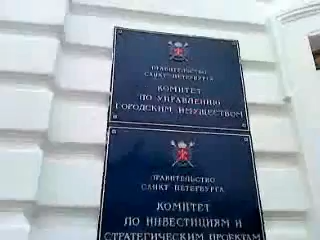 ПРАВИТЕЛЬСТВО
САНКТ-ПЕТЕРБУРГА
КОМИТЕТ
ПО УПРАВЛЕНИЮ
ГОРОДСКИМ ИМУЩЕСТВОМ
ПРАВИТЕЛЬСТВО
САНКТ-ПЕТЕРБУРГА
КОМИТЕТ
ПО ИНВЕСТИЦИЯМ И
СТРАТЕГИЧЕСКИМ ПРОЕКТАМ